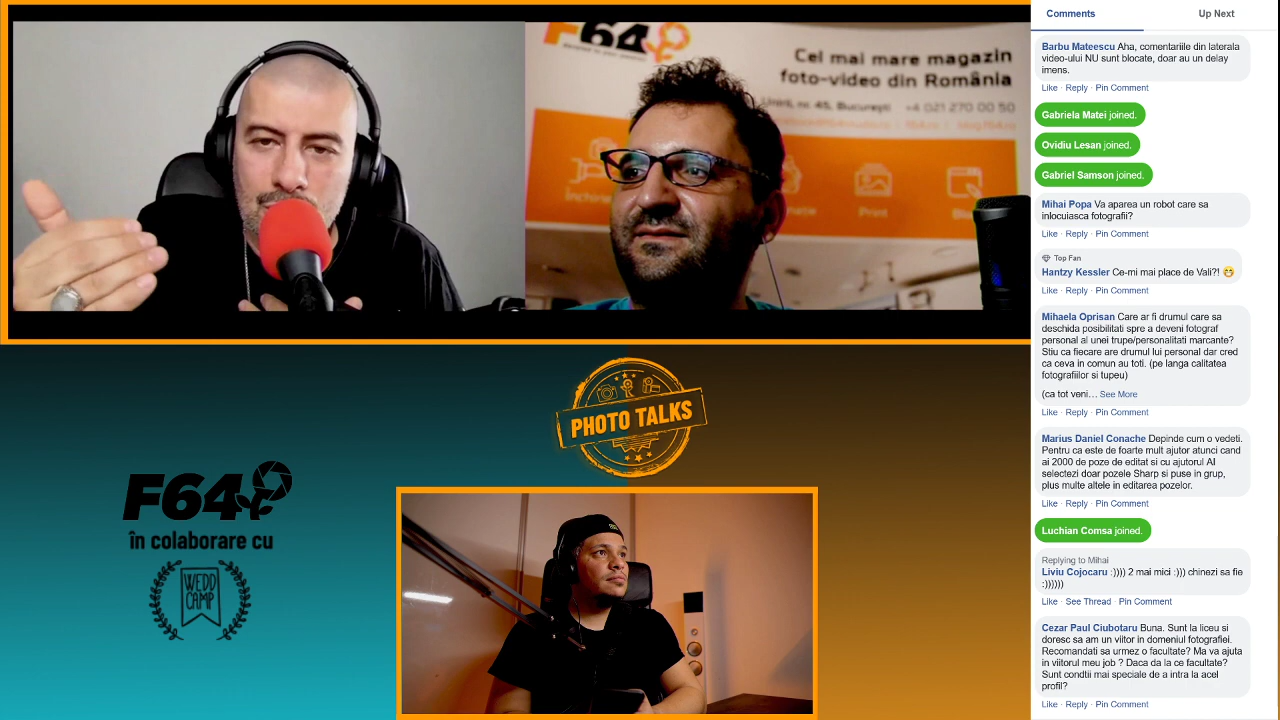 F64
Cel mai mare magazin
foto-video din România
Unirii, nr. 45, București +4 021 270 00 50
Print
PHOTO TALKS
F64
în colaborare cu
WEDD
CAMP
Comments
Up Next
Barbu Mateescu Aha, comentariile din laterala
video-ului NU sunt blocate, doar au un delay
imens.
Like · Reply · Pin Comment
Gabriela Matei joined.
Ovidiu Lesan joined.
Gabriel Samson joined.
Mihai Popa Va aparea un robot care sa
inlocuiasca fotografii?
Like · Reply · Pin Comment
Top Fan
Hantzy Kessler Ce-mi mai place de Vali?! 🤭
Like · Reply · Pin Comment
Mihaela Oprisan Care ar fi drumul care sa
deschida posibilitati spre a deveni fotograf
personal al unei trupe/personalitati marcante?
Stiu ca fiecare are drumul lui personal dar cred
ca ceva in comun au toti. (pe langa calitatea
fotografiilor si tupeu)
(ca tot veni… See More
Like · Reply · Pin Comment
Marius Daniel Conache Depinde cum o vedeti.
Pentru ca este de foarte mult ajutor atunci cand
ai 2000 de poze de editat si cu ajutorul AI
selectezi doar pozele Sharp si puse in grup,
plus multe altele in editarea pozelor.
Like · Reply · Pin Comment
Luchian Comsa joined.
Replying to Mihai
Liviu Cojocaru :)))) 2 mai mici :))) chinezi sa fie
:))))))
Like · See Thread · Pin Comment
Cezar Paul Ciubotaru Buna. Sunt la liceu si
doresc sa am un viitor in domeniul fotografiei.
Recomandati sa urmez o facultate? Ma va ajuta
in viitorul meu job ? Daca da la ce facultate?
Sunt condtii mai speciale de a intra la acel
profil?
Like · Reply · Pin Comment